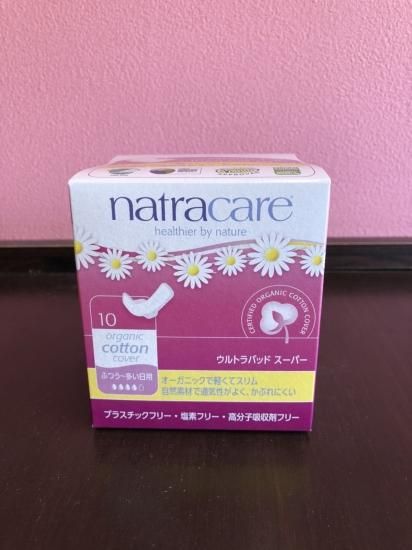 natracare
healthier by nature
10
organic
cotton
cover
ふつう～多い日用
CERTIFIED ORGANIC COTTON COVER
ウルトラパッド スーパー
オーガニックで軽くてスリム
自然素材で通気性がよく、かぶれにくい
プラスチックフリー・塩素フリー・高分子吸収剤フリー